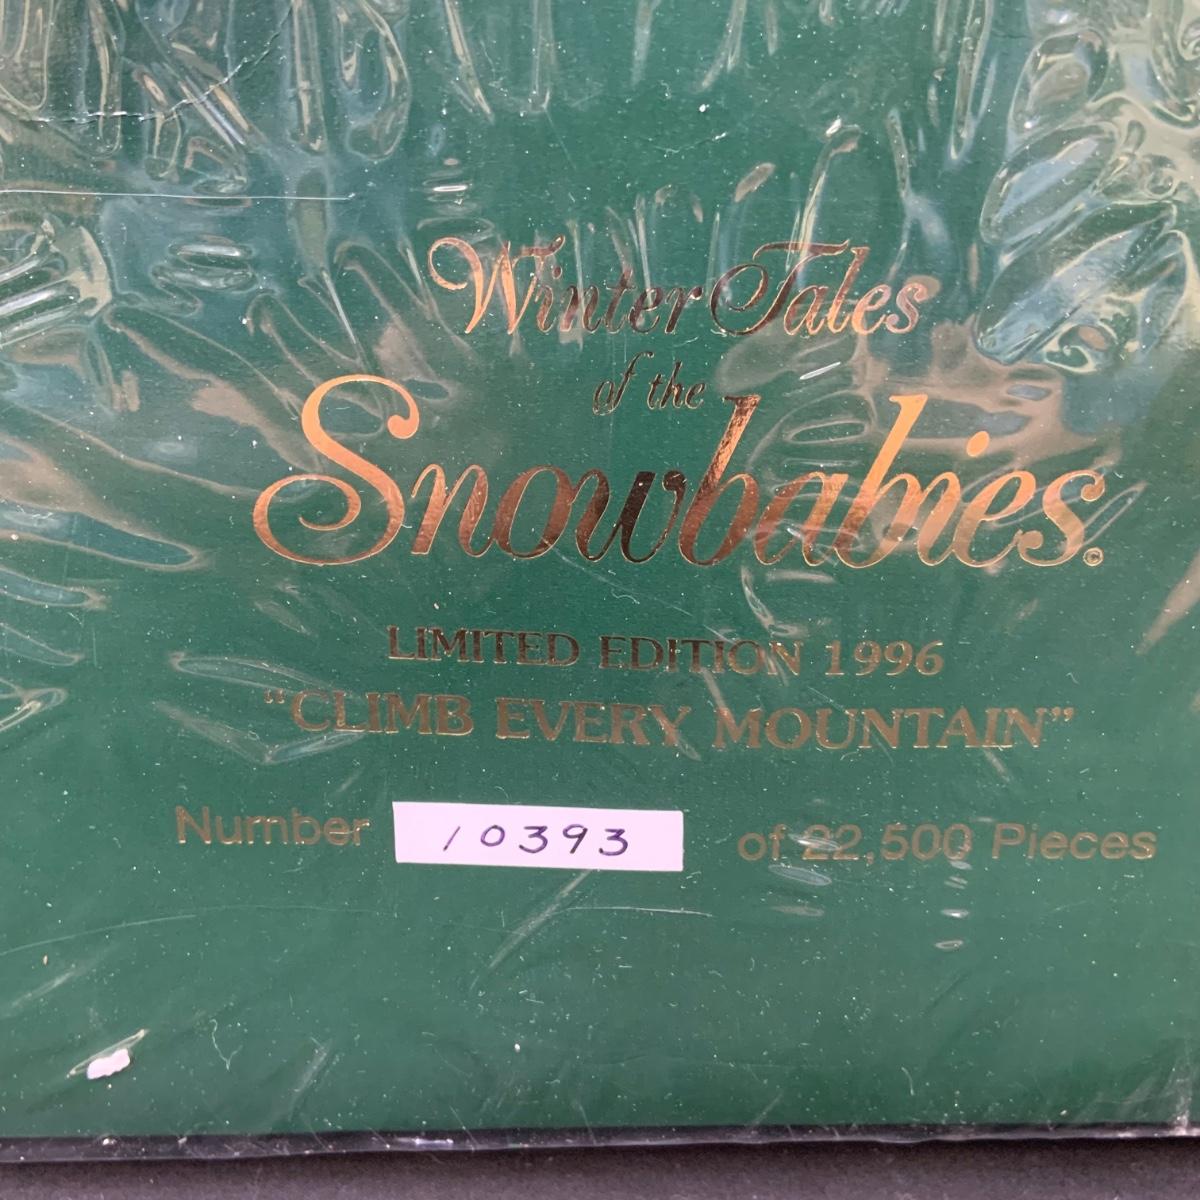 Winter Tales
of the
Snowbabies.©
LIMITED EDITION 1996
"CLIMB EVERY MOUNTAIN"
Number 10393 of 22,500 Pieces